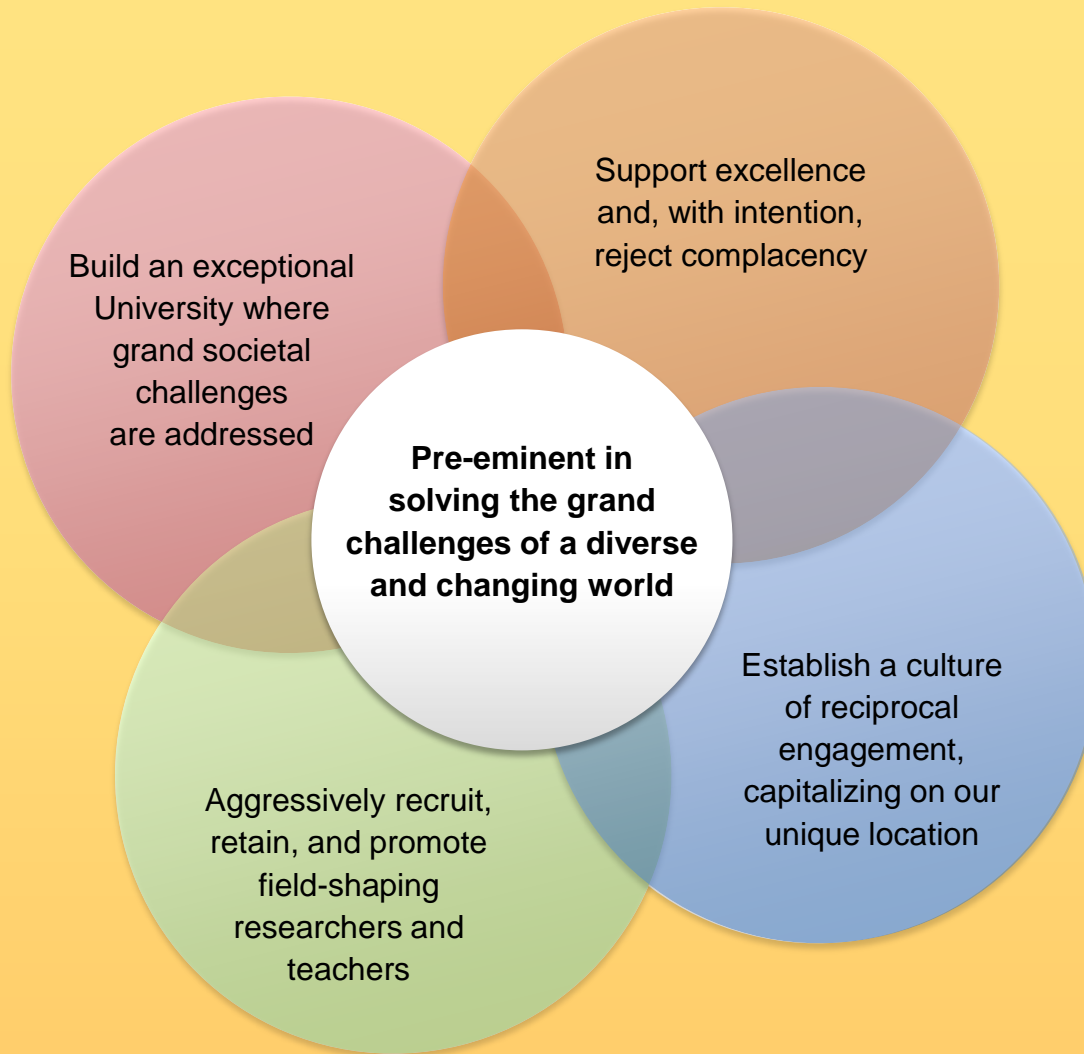 Support excellence
and, with intention,
reject complacency
Build an exceptional
University where
grand societal
challenges
are addressed
Pre-eminent in
solving the grand
challenges of a diverse
and changing world
Establish a culture
of reciprocal
engagement,
capitalizing on our
unique location
Aggressively recruit,
retain, and promote
field-shaping
researchers and
teachers